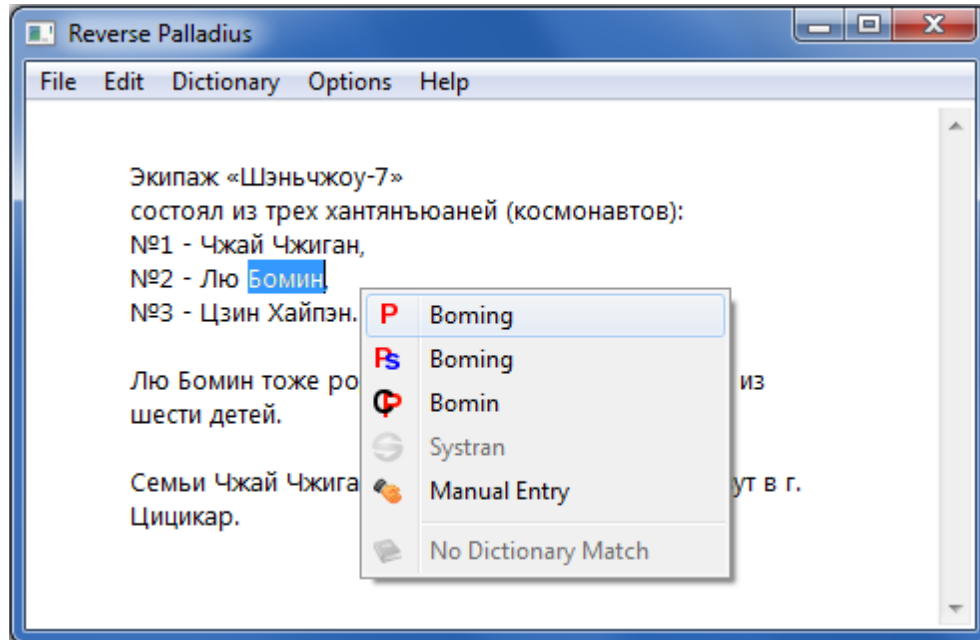 Reverse Palladius
File Edit Dictionary Options Help
Экипаж «Шэньчжоу-7»
состоял из трех хантянъюаней (космонавтов):
№1 - Чжай Чжиган,
№2 - Лю Бомин,
№3 - Цзин Хайпэн.
P Boming
Ps Boming
CP Bomin
S Systran
Manual Entry
No Dictionary Match
Лю Бомин тоже ро из
шести детей.
Семьи Чжай Чжига ут в г.
Цицикар.